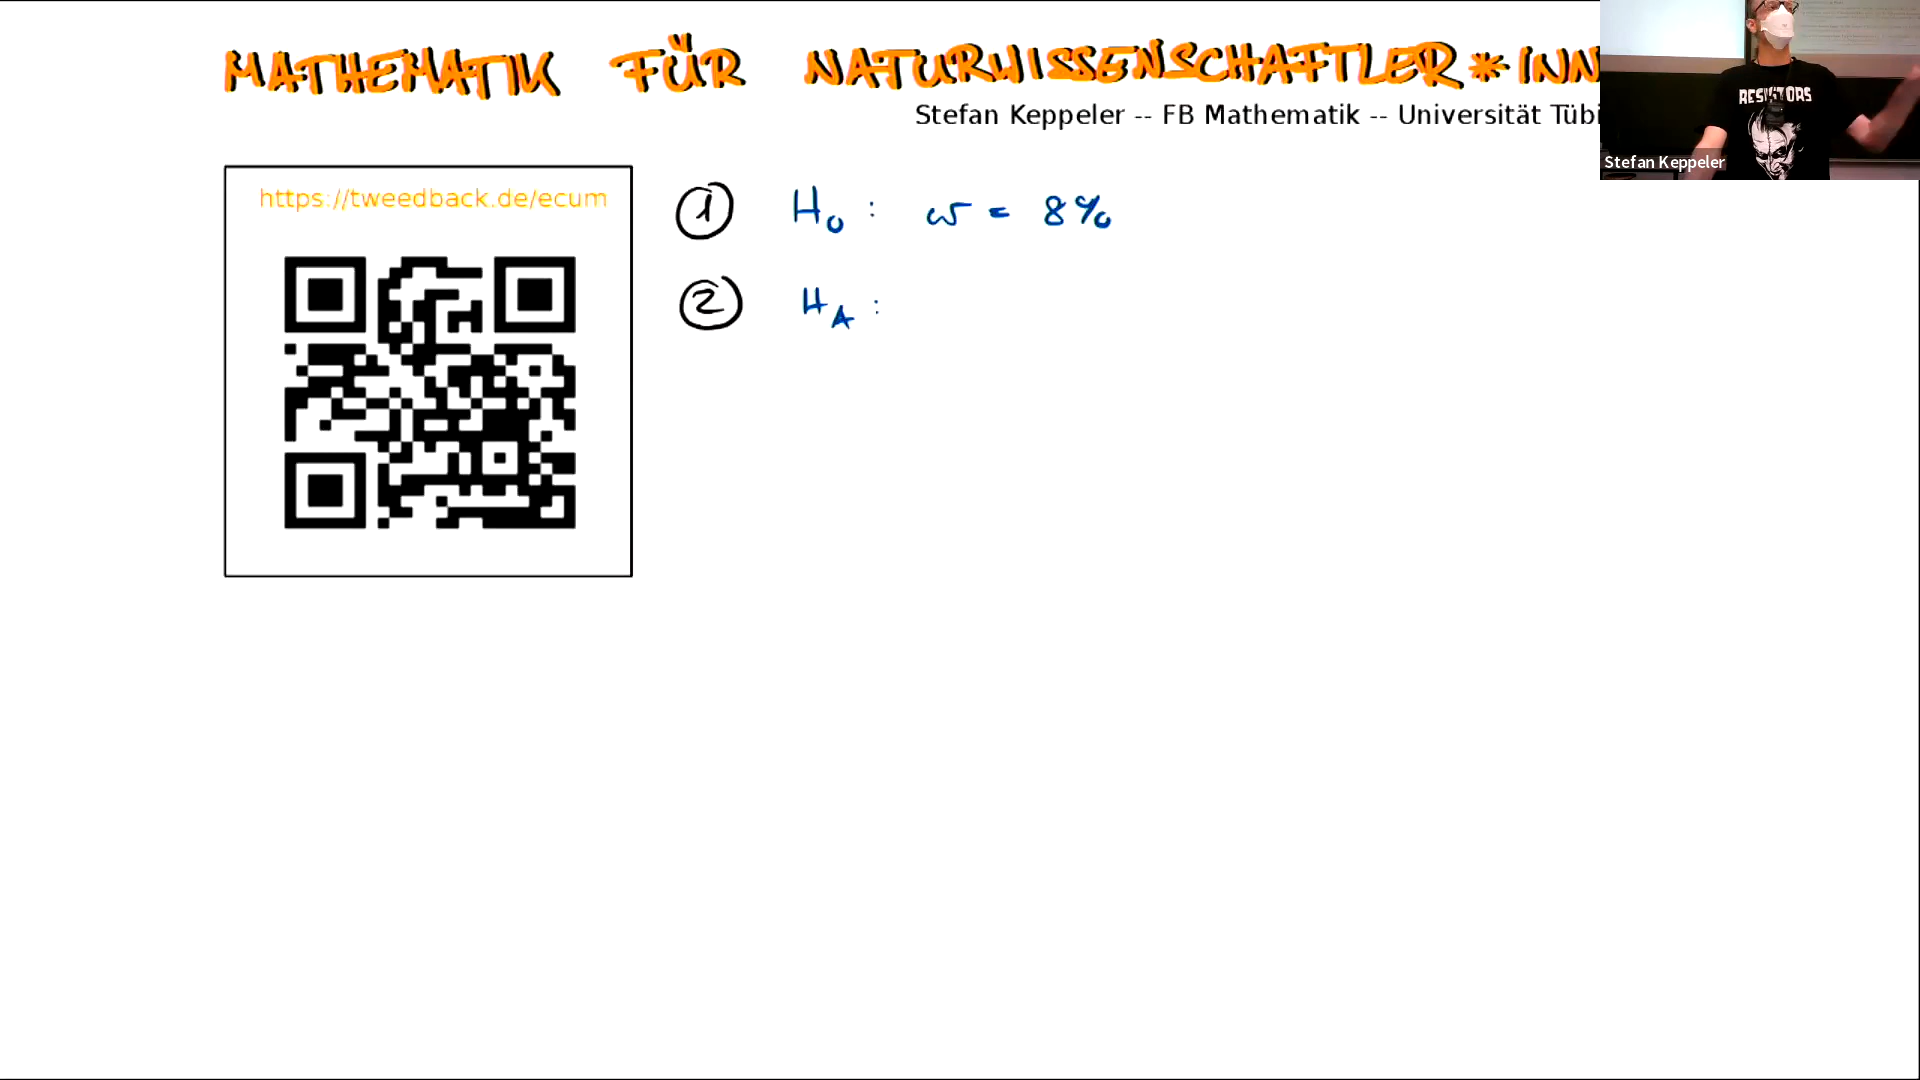 MATHEMATIK FÜR NATURWISSENSCHAFTLER*INN
Stefan Keppeler -- FB Mathematik -- Universität Tübi
https://tweedback.de/ecum
① H₀ : ω = 8%
② H_A :
RESISTORS
Stefan Keppeler